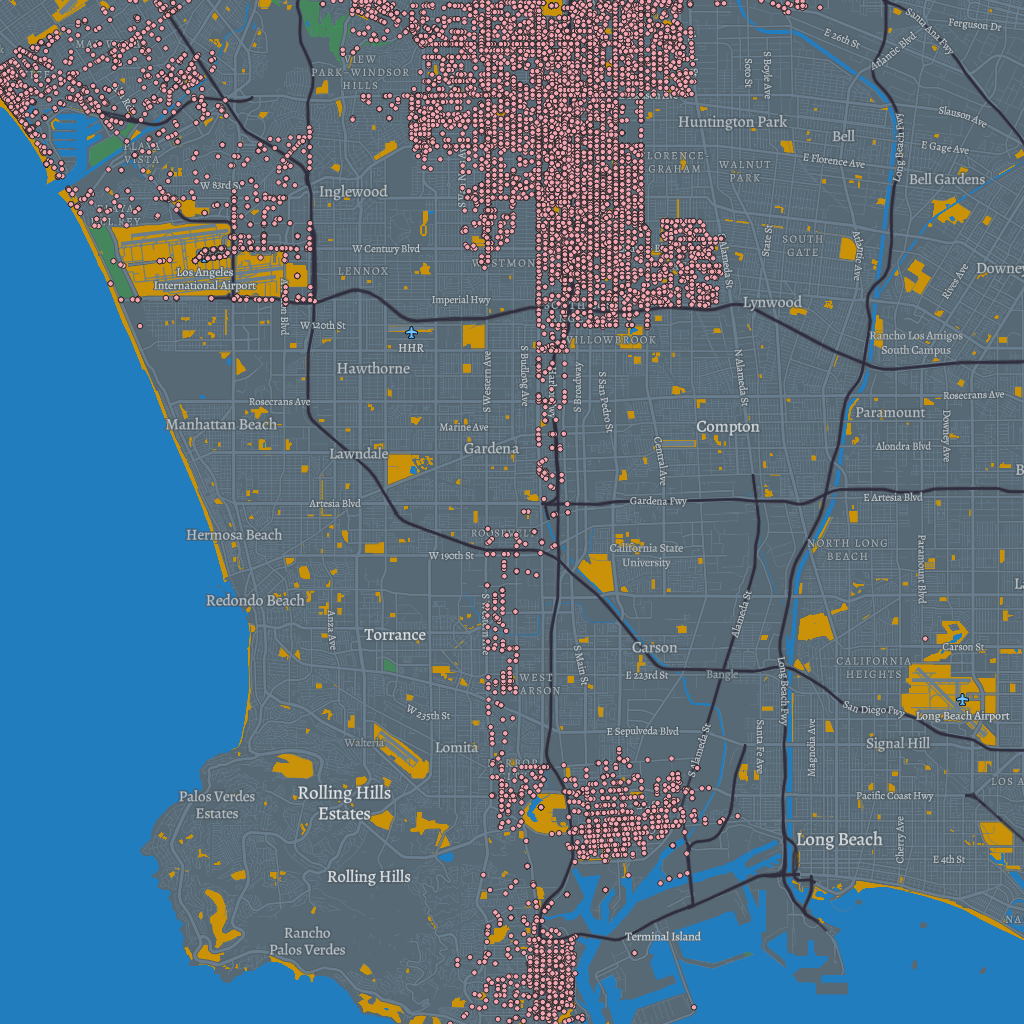 Ferguson Dr
Santa Ana Fwy
E 26th St
Atlantic Blvd
VIEW
PARK-WINDSOR
HILLS
S Boyle Ave
Soto St
Slauson Ave
Huntington Park
Bell
Long Beach Fwy
E Gage Ave
VISTA
FLORENCE-
GRAHAM
WALNUT
PARK
E Florence Ave
Bell Gardens
W 83rd St
Inglewood
W Century Blvd
State St
SOUTH
GATE
Atlantic Ave
Alameda St
LENNOX
Los Angeles
International Airport
Rives Ave
Imperial Hwy
Lynwood
W 120th St
HHR
WILLOWBROOK
Rancho Los Amigos
South Campus
Hawthorne
S Western Ave
S Budlong Ave
S Broadway
S San Pedro St
N Alameda St
Rosecrans Ave
Rosecrans Ave
Manhattan Beach
Marine Ave
Compton
Paramount
Downey Ave
Lawndale
Gardena
Central Ave
Alondra Blvd
Artesia Blvd
Gardena Fwy
E Artesia Blvd
Hermosa Beach
W 190th St
California State
University
NORTH LONG
BEACH
Paramount Blvd
Redondo Beach
Anza Ave
Torrance
Alameda St
Carson
S Main St
Carson St
CALIFORNIA
HEIGHTS
E 223rd St
Bangle
Long Beach Fwy
WEST
CARSON
San Diego Fwy
Long Beach Airport
W 235th St
Walteria
Lomita
E Sepulveda Blvd
S Alameda St
Santa Fe Ave
Magnolia Ave
Signal Hill
Palos Verdes
Estates
Rolling Hills
Estates
Pacific Coast Hwy
Cherry Ave
Long Beach
E 4th St
Rolling Hills
Rancho
Palos Verdes
Terminal Island